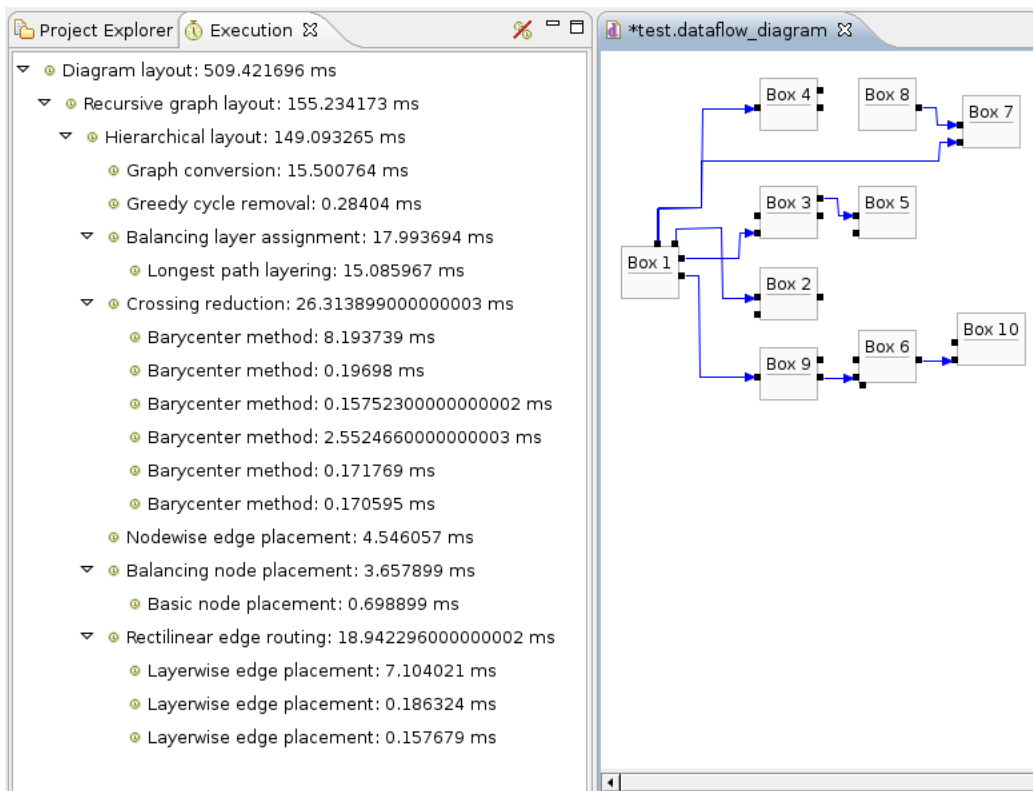 Project Explorer
Execution
Diagram layout: 509.421696 ms
Recursive graph layout: 155.234173 ms
Hierarchical layout: 149.093265 ms
Graph conversion: 15.500764 ms
Greedy cycle removal: 0.28404 ms
Balancing layer assignment: 17.993694 ms
Longest path layering: 15.085967 ms
Crossing reduction: 26.313899000000003 ms
Barycenter method: 8.193739 ms
Barycenter method: 0.19698 ms
Barycenter method: 0.15752300000000002 ms
Barycenter method: 2.5524660000000003 ms
Barycenter method: 0.171769 ms
Barycenter method: 0.170595 ms
Nodewise edge placement: 4.546057 ms
Balancing node placement: 3.657899 ms
Basic node placement: 0.698899 ms
Rectilinear edge routing: 18.942296000000002 ms
Layerwise edge placement: 7.104021 ms
Layerwise edge placement: 0.186324 ms
Layerwise edge placement: 0.157679 ms
*test.dataflow_diagram
Box 4
Box 8
Box 7
Box 3
Box 5
Box 1
Box 2
Box 10
Box 6
Box 9